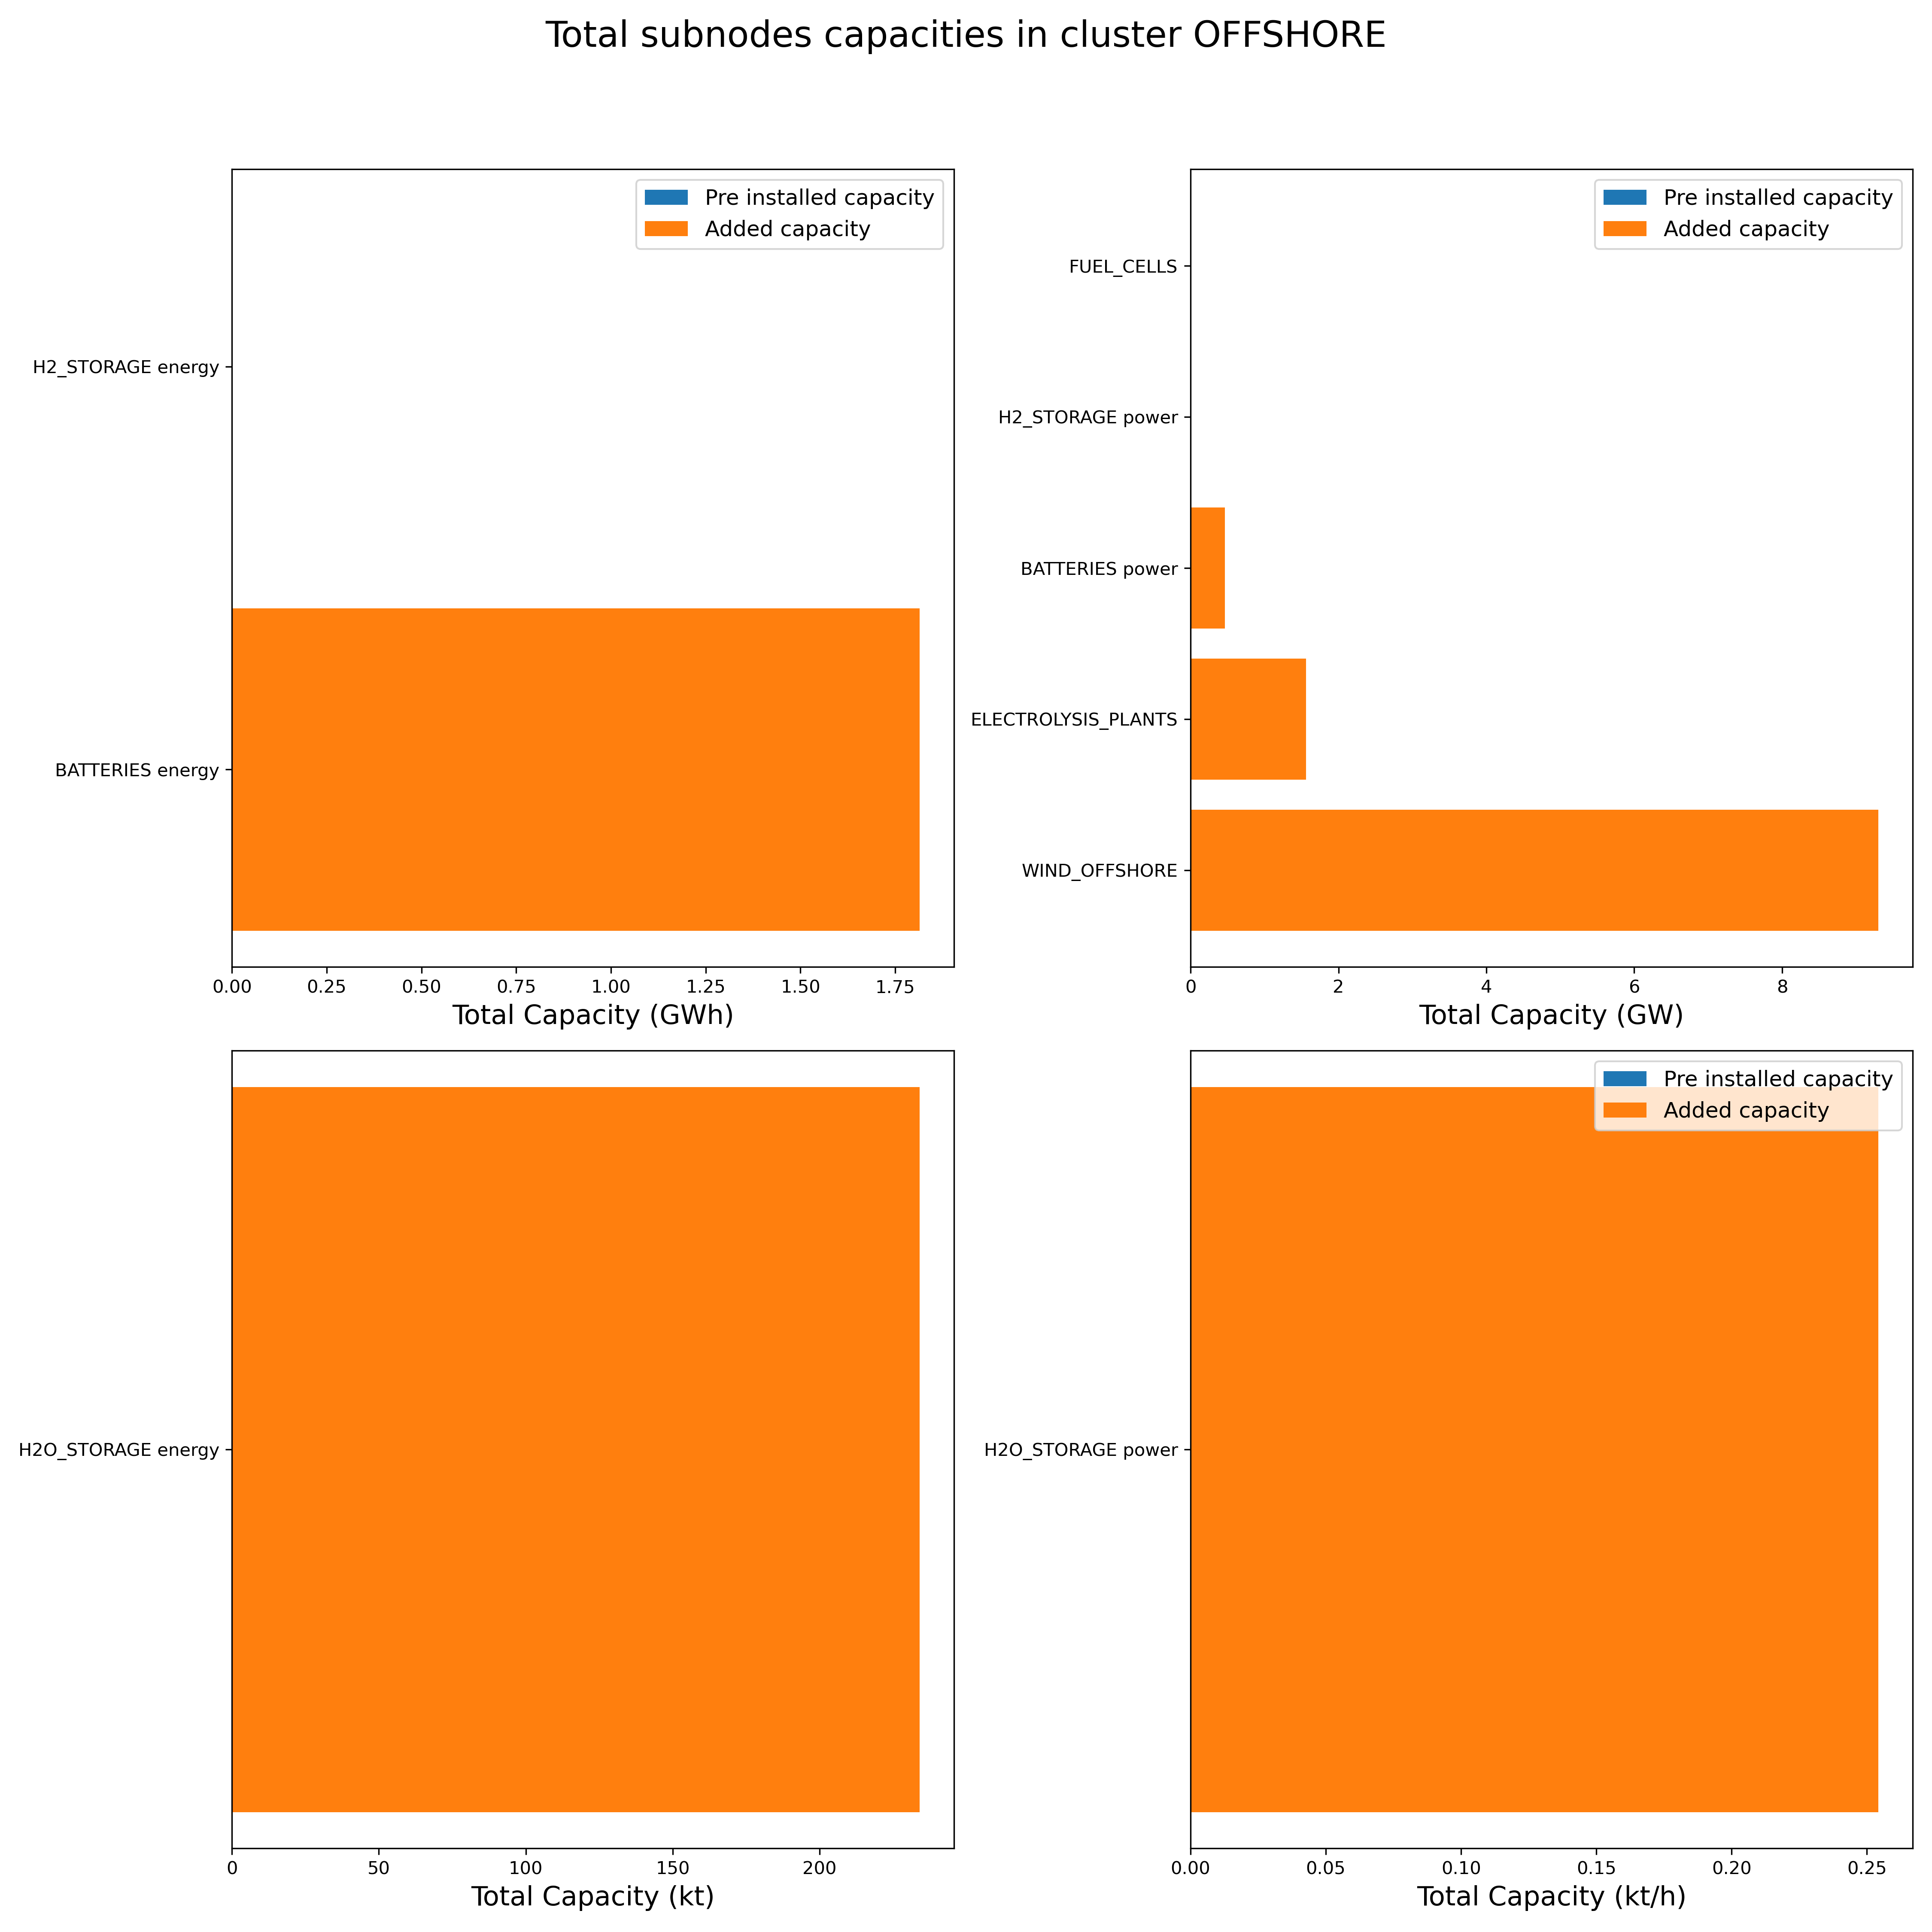 Total subnodes capacities in cluster OFFSHORE
Pre installed capacity
Added capacity
H2_STORAGE energy
BATTERIES energy
0.00 0.25 0.50 0.75 1.00 1.25 1.50 1.75
Total Capacity (GWh)
Pre installed capacity
Added capacity
FUEL_CELLS
H2_STORAGE power
BATTERIES power
ELECTROLYSIS_PLANTS
WIND_OFFSHORE
0 2 4 6 8
Total Capacity (GW)
H2O_STORAGE energy
0 50 100 150 200
Total Capacity (kt)
Pre installed capacity
Added capacity
H2O_STORAGE power
0.00 0.05 0.10 0.15 0.20 0.25
Total Capacity (kt/h)